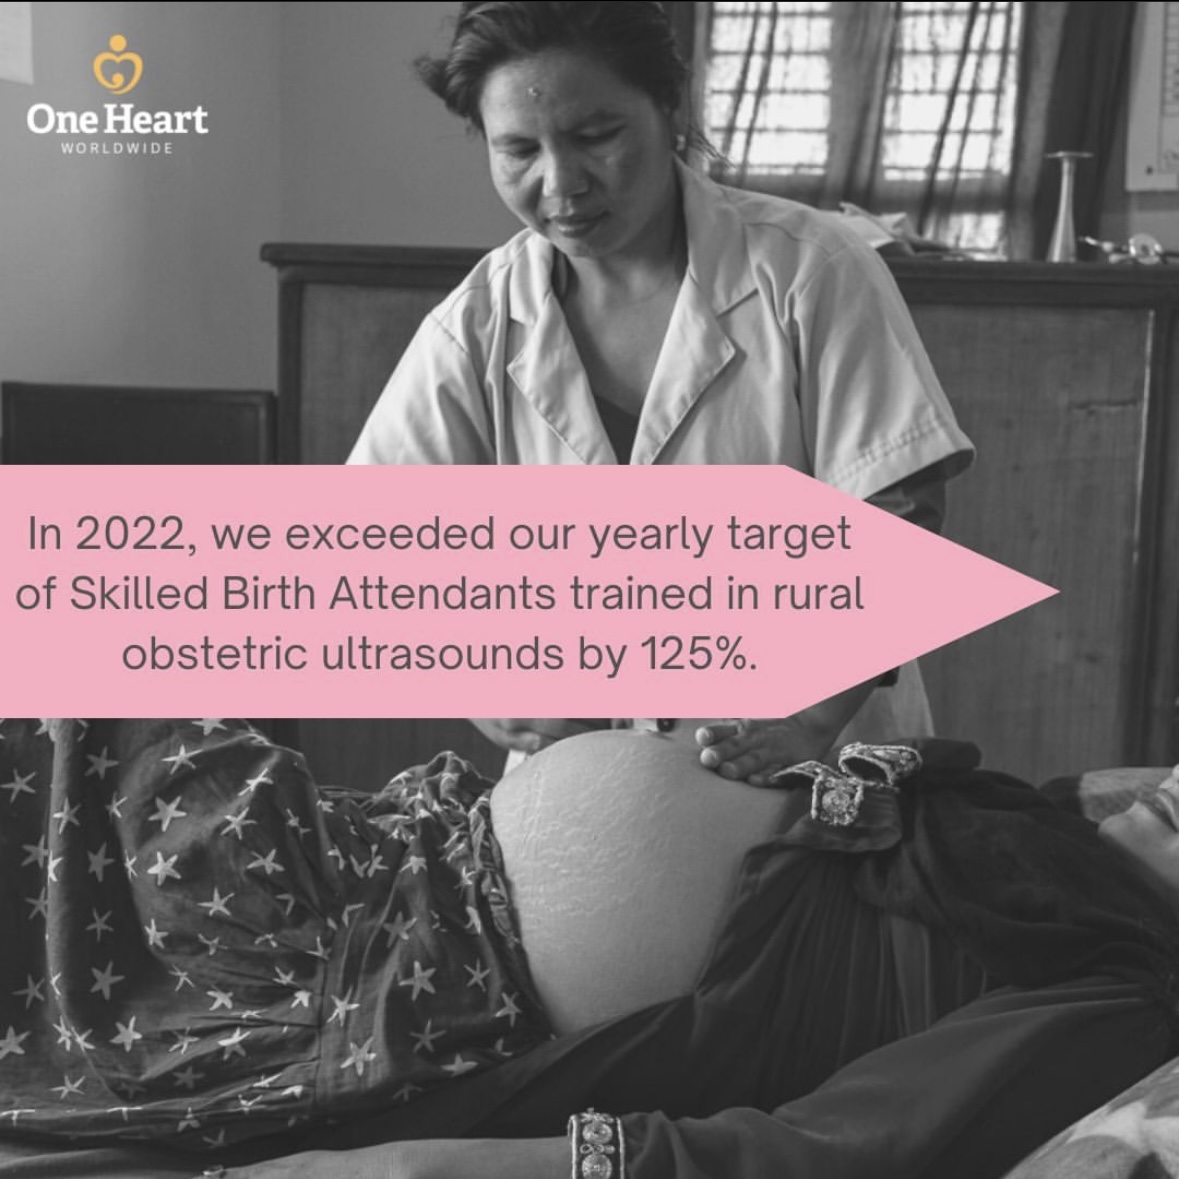 One Heart
WORLDWIDE
In 2022, we exceeded our yearly target
of Skilled Birth Attendants trained in rural
obstetric ultrasounds by 125%.